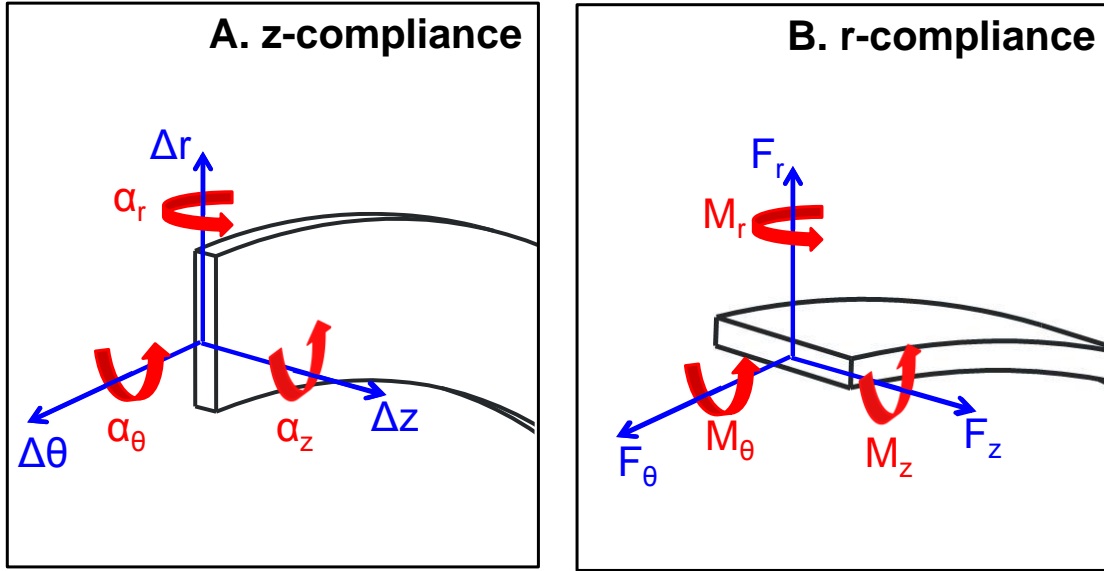 A. z-compliance
Δr
αr
αθ
Δθ
αz
Δz
B. r-compliance
Fr
Mr
Mθ
Fθ
Mz
Fz